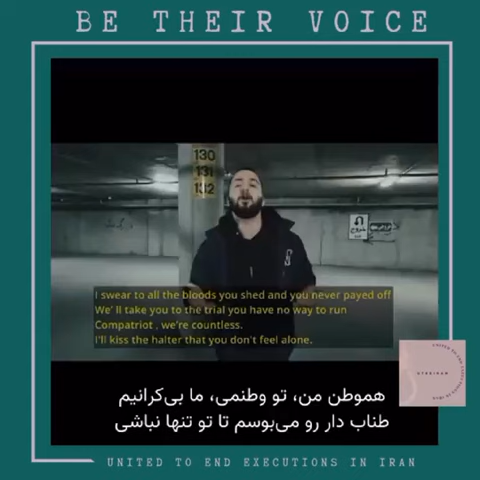 BE THEIR VOICE
130
131
132
I swear to all the bloods you shed and you never payed off
We' ll take you to the trial you have no way to run
Compatriot , we're countless.
I'll kiss the halter that you don't feel alone.
هموطن من، تو وطنمی، ما بی‌کرانیم
طناب دار رو می‌بوسم تا تو تنها نباشی
UNITED TO END EXECUTIONS IN IRAN